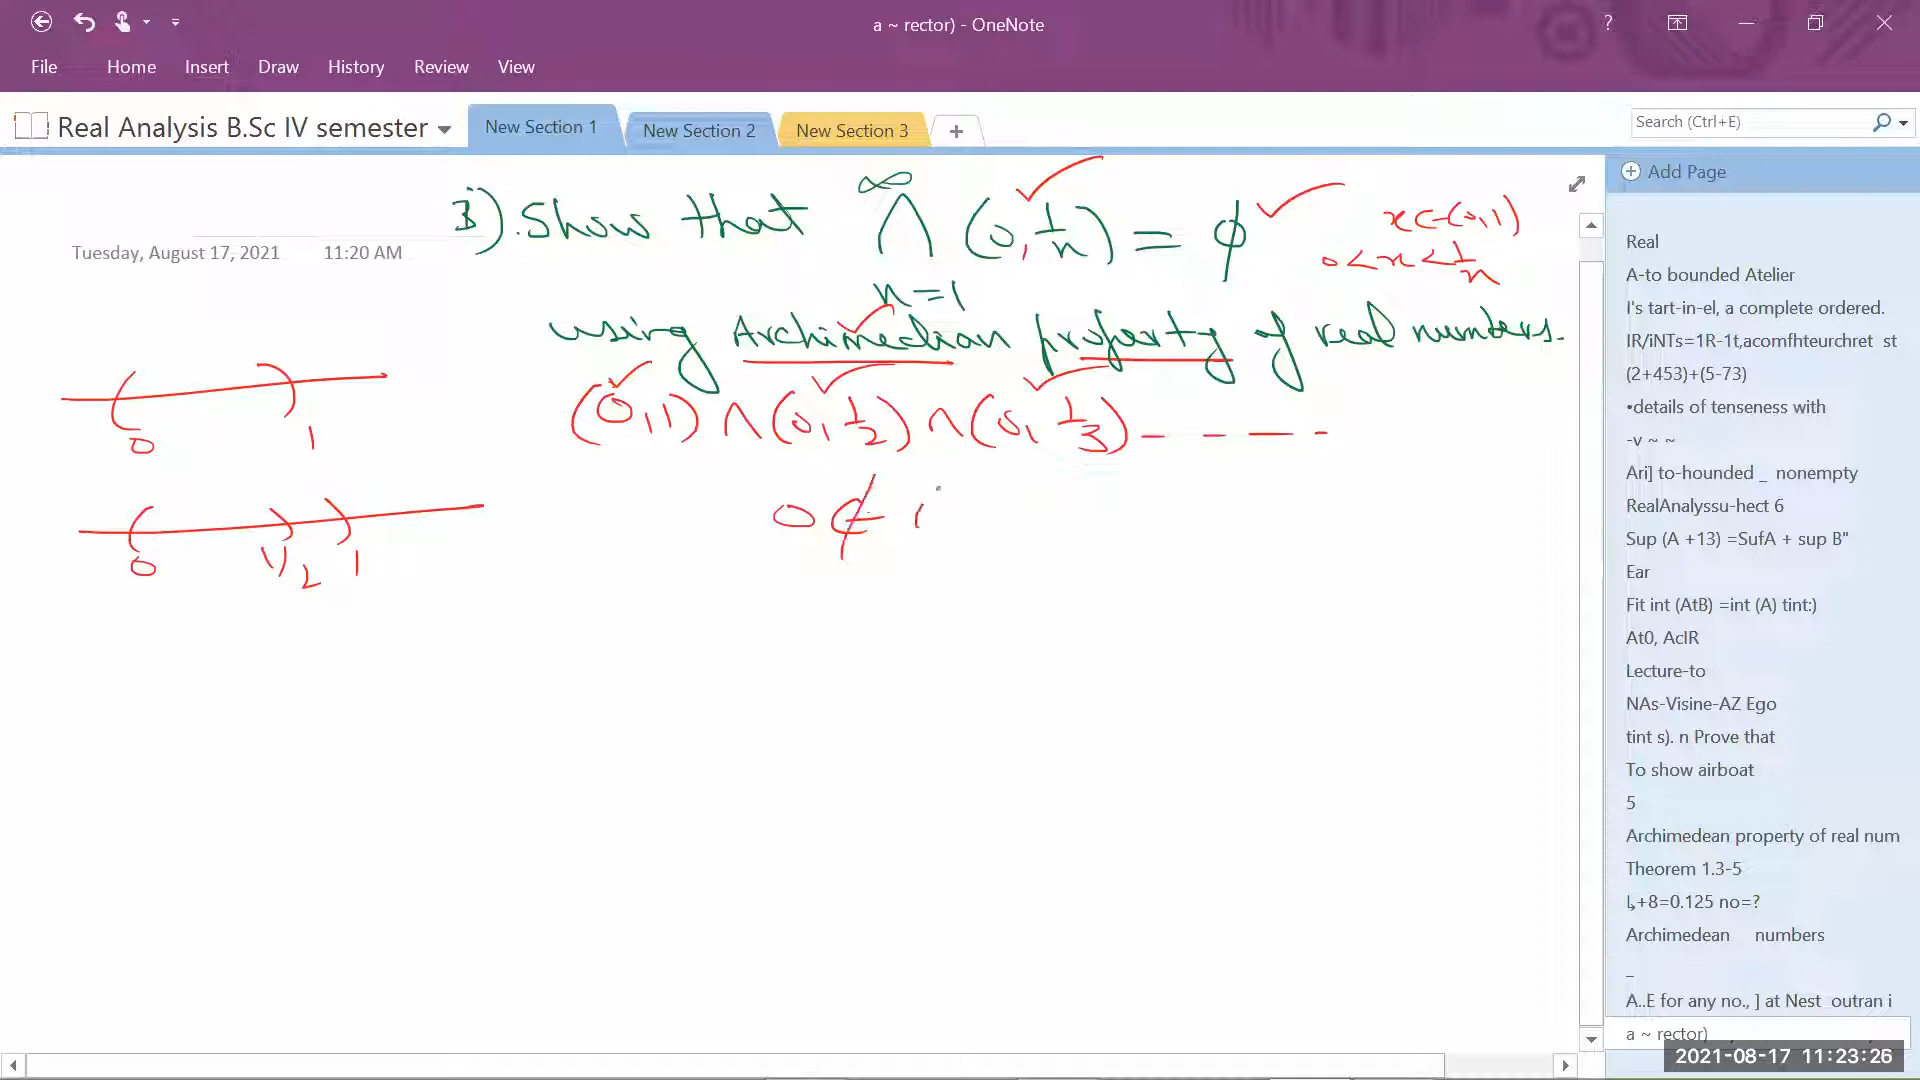 a ~ rector) - OneNote
?
File Home Insert Draw History Review View
Real Analysis B.Sc IV semester
New Section 1
New Section 2
New Section 3
+
Search (Ctrl+E)
Add Page
Tuesday, August 17, 2021 11:20 AM
3). Show that ∞ ∩ n=1 (0, 1/n) = φ
x ∈ (0,1)
0 < x < 1/n
using Archimedian property of real numbers.
(0,1) ∩ (0, 1/2) ∩ (0, 1/3) - - - - -
0 1
0 ∉ (
0 1/2 1
Real
A-to bounded Atelier
I's tart-in-el, a complete ordered.
IR/iNTs=1R-1t,acomfhteurchret st
(2+453)+(5-73)
•details of tenseness with
-v ~ ~
Ari] to-hounded _ nonempty
RealAnalyssu-hect 6
Sup (A +13) =SufA + sup B"
Ear
Fit int (AtB) =int (A) tint:)
At0, AcIR
Lecture-to
NAs-Visine-AZ Ego
tint s). n Prove that
To show airboat
5
Archimedean property of real num
Theorem 1.3-5
+8=0.125 no=?
Archimedean numbers
_
A..E for any no., ] at Nest outran i
a ~ rector)
2021-08-17 11:23:26